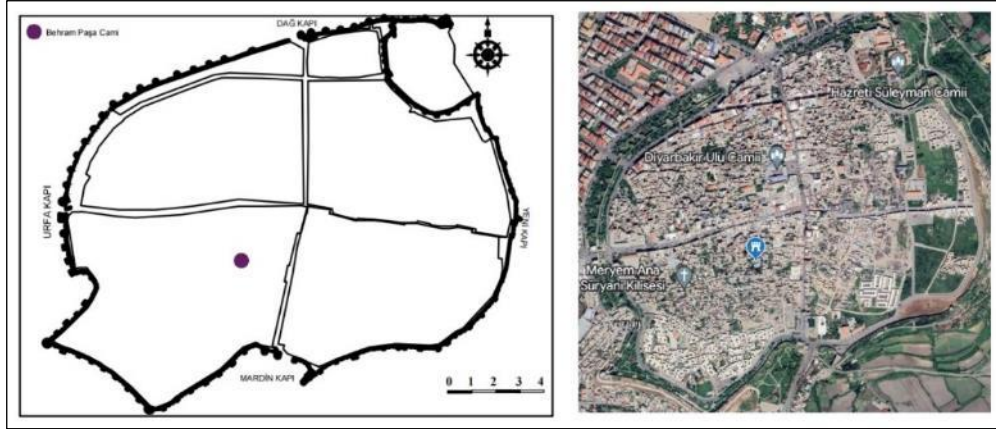 Behram Paşa Cami
DAĞ KAPI
URFA KAPI
YENİ KAPI
MARDİN KAPI
0 1 2 3 4
Hazreti Süleyman Camii
Diyarbakır Ulu Camii
Meryem Ana
Süryani Kilisesi